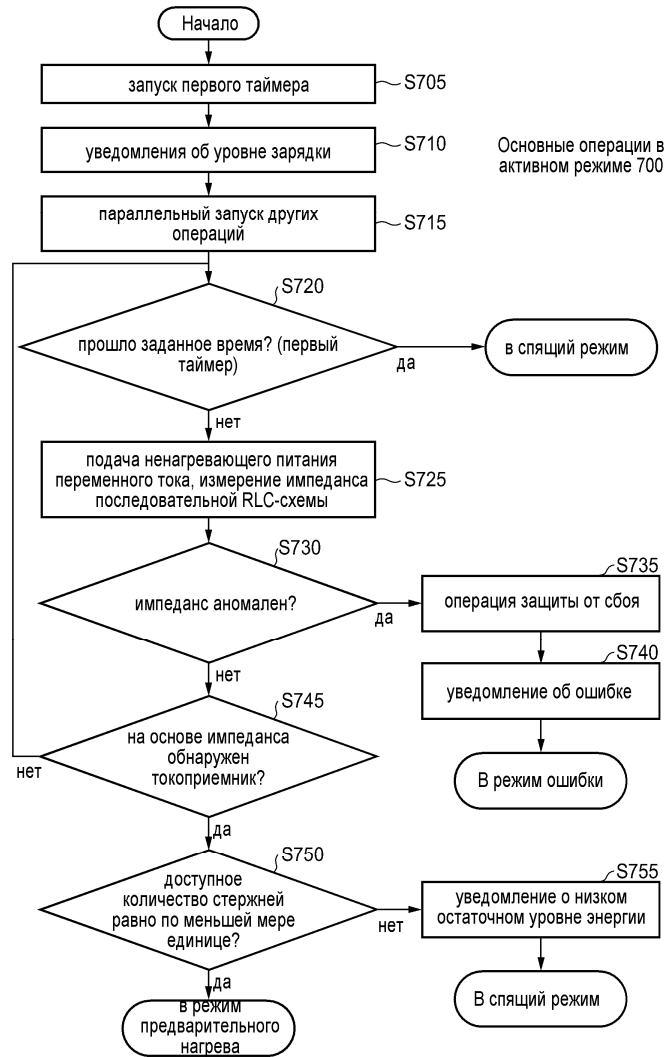 Начало
запуск первого таймера
S705
уведомления об уровне зарядки
S710
Основные операции в
активном режиме 700
параллельный запуск других
операций
S715
S720
прошло заданное время? (первый
таймер)
да
в спящий режим
нет
подача ненагревающего питания
переменного тока, измерение импеданса
последовательной RLC-схемы
S725
S730
импеданс аномален?
да
S735
операция защиты от сбоя
S740
уведомление об ошибке
В режим ошибки
нет
S745
на основе импеданса
обнаружен
токоприемник?
нет
да
S750
доступное
количество стержней
равно по меньшей мере
единице?
нет
S755
уведомление о низком
остаточном уровне энергии
В спящий режим
да
в режим
предварительного
нагрева